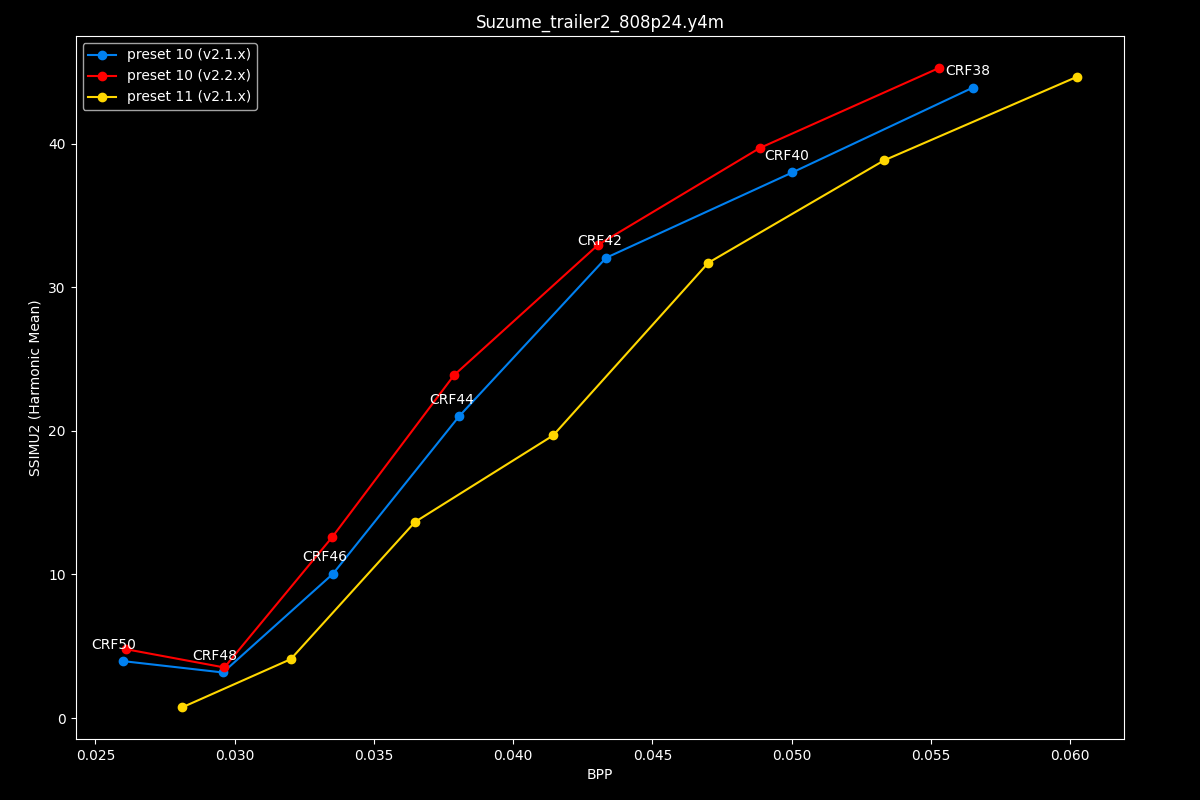 Suzume_trailer2_808p24.y4m
preset 10 (v2.1.x)
preset 10 (v2.2.x)
preset 11 (v2.1.x)
CRF38
CRF40
CRF42
CRF44
CRF46
CRF48
CRF50
SSIMU2 (Harmonic Mean)
40
30
20
10
0
0.025 0.030 0.035 0.040 0.045 0.050 0.055 0.060
BPP